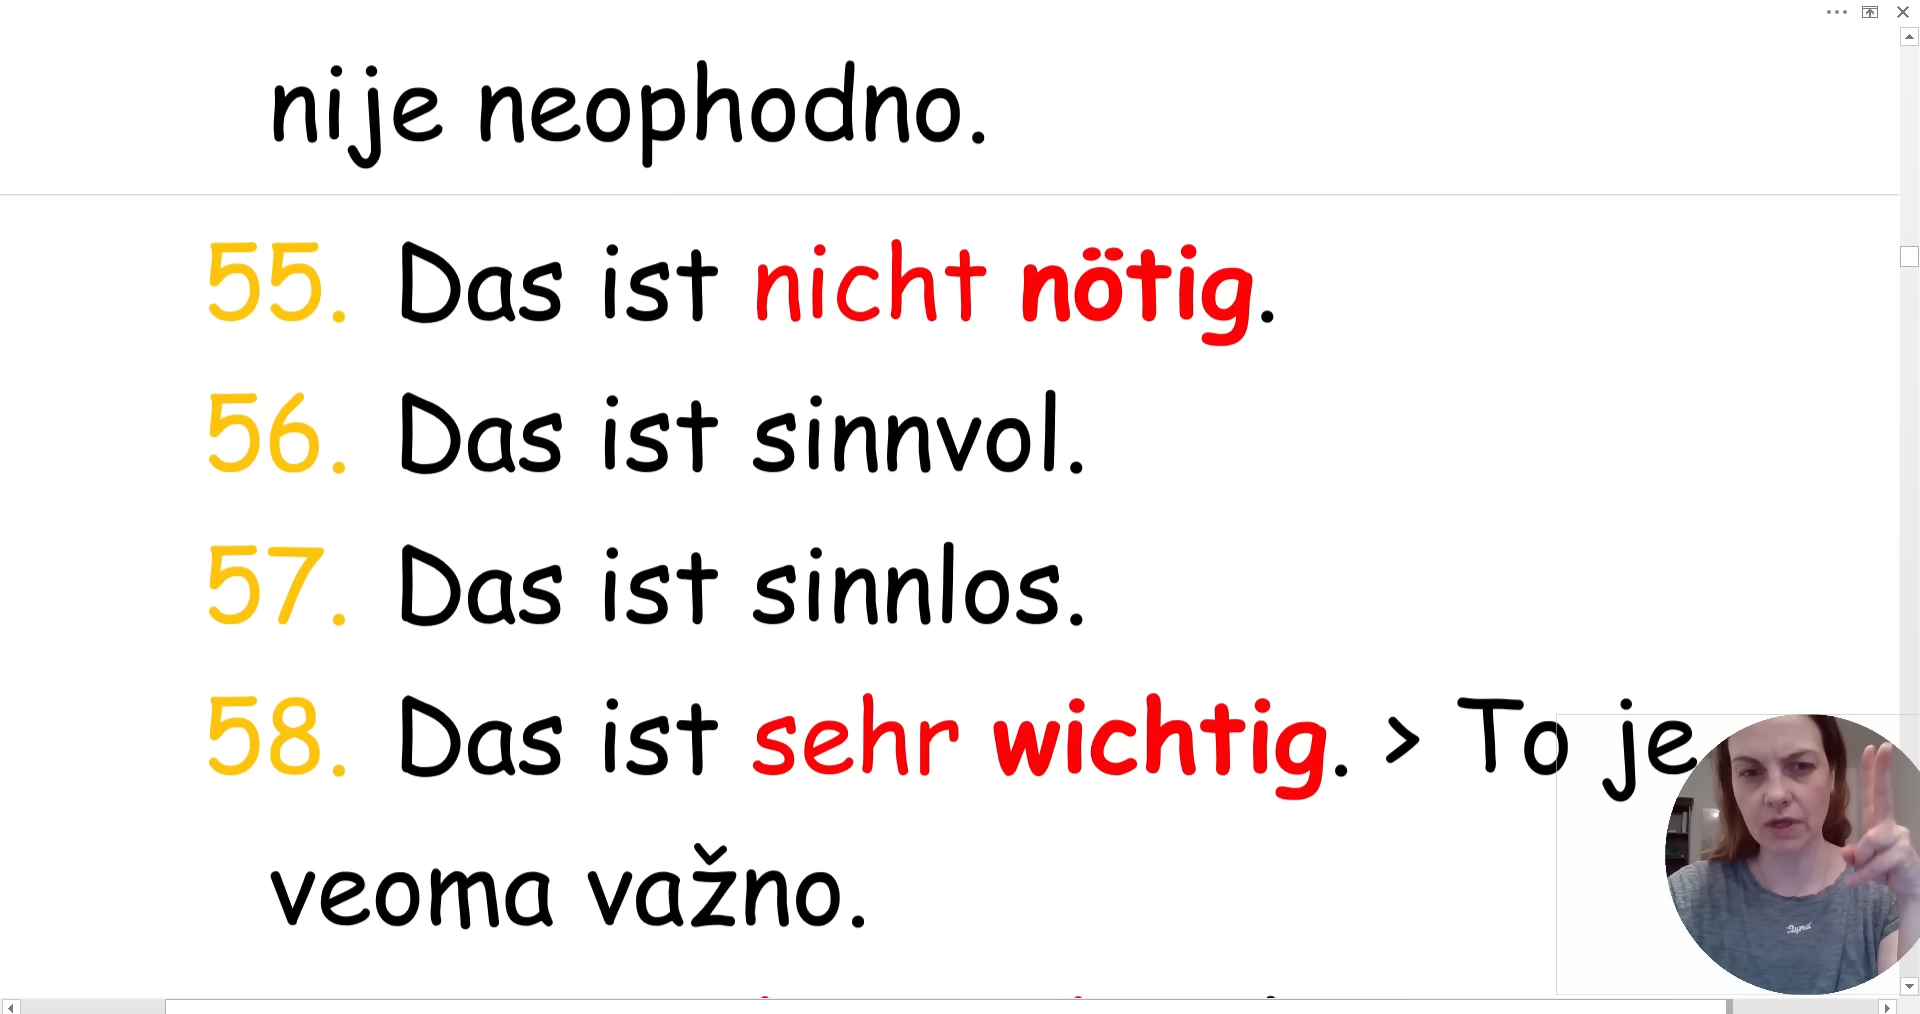 nije neophodno.
55. Das ist nicht nötig.
56. Das ist sinnvol.
57. Das ist sinnlos.
58. Das ist sehr wichtig. > To je
veoma važno.